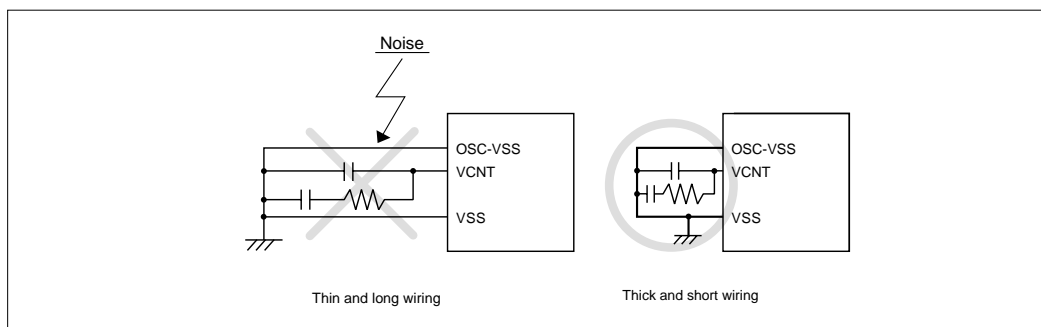 Noise
OSC-VSS
VCNT
VSS
OSC-VSS
VCNT
VSS
Thin and long wiring
Thick and short wiring